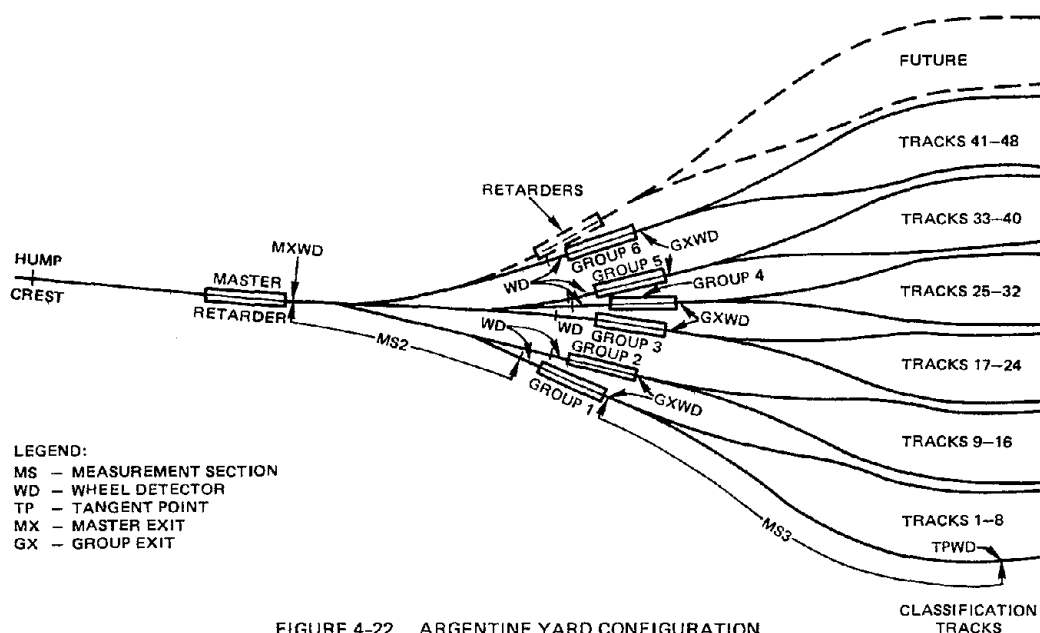 FUTURE
TRACKS 41–48
RETARDERS
TRACKS 33–40
MXWD
GXWD
GROUP 6
GROUP 5
GROUP 4
HUMP
CREST
MASTER
RETARDER
WD
TRACKS 25–32
GXWD
MS2
WD
WD
GROUP 3
GROUP 2
TRACKS 17–24
GROUP 1
GXWD
TRACKS 9–16
LEGEND:
MS – MEASUREMENT SECTION
WD – WHEEL DETECTOR
TP – TANGENT POINT
MX – MASTER EXIT
GX – GROUP EXIT
MS3
TRACKS 1–8
TPWD
CLASSIFICATION
TRACKS
FIGURE 4-22 ARGENTINE YARD CONFIGURATION